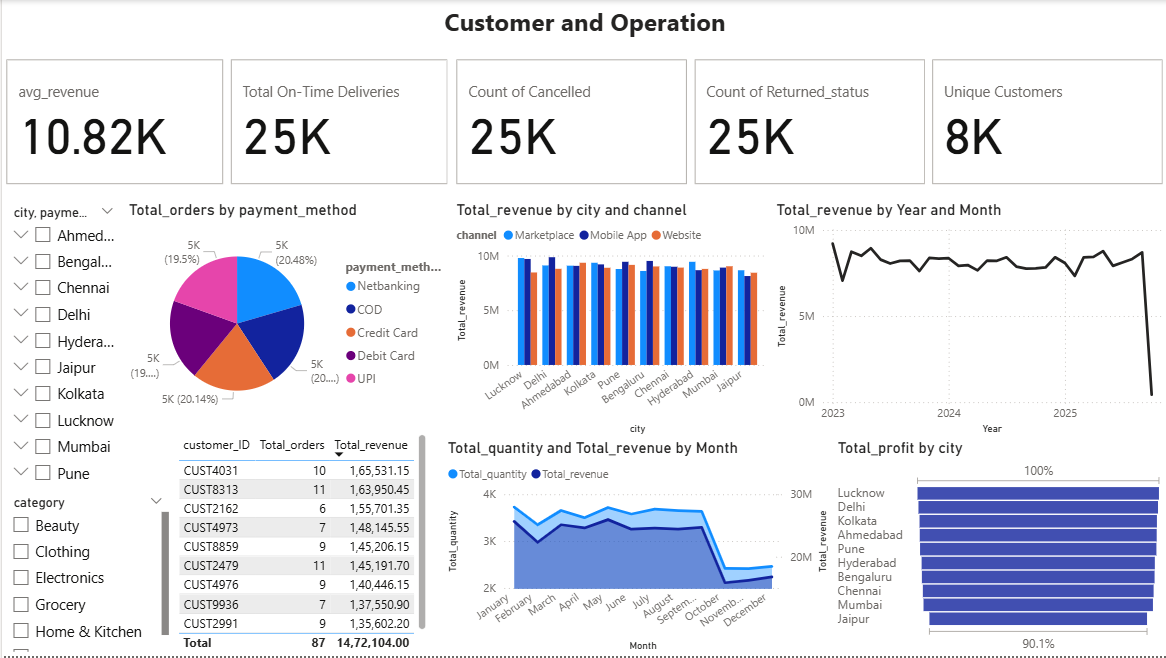 Customer and Operation
avg_revenue
10.82K
Total On-Time Deliveries
25K
Count of Cancelled
25K
Count of Returned_status
25K
Unique Customers
8K
city, payme...
Ahmed...
Bengal...
Chennai
Delhi
Hydera...
Jaipur
Kolkata
Lucknow
Mumbai
Pune
category
Beauty
Clothing
Electronics
Grocery
Home & Kitchen
Total_orders by payment_method
5K
(20.48%)
5K
(20....)
5K (20.14%)
5K
(19....)
5K
(19.5%)
payment_meth...
Netbanking
COD
Credit Card
Debit Card
UPI
Total_revenue by city and channel
channel Marketplace Mobile App Website
Total_revenue
10M
5M
0M
Lucknow
Delhi
Ahmedabad
Kolkata
Pune
Bengaluru
Chennai
Hyderabad
Mumbai
Jaipur
city
Total_revenue by Year and Month
Total_revenue
10M
5M
0M
2023 2024 2025
Year
customer_ID Total_orders Total_revenue
CUST4031 10 1,65,531.15
CUST8313 11 1,63,950.45
CUST2162 6 1,55,701.35
CUST4973 7 1,48,145.55
CUST8859 9 1,45,206.15
CUST2479 11 1,45,191.70
CUST4976 9 1,40,446.15
CUST9936 7 1,37,550.90
CUST2991 9 1,35,602.20
Total 87 14,72,104.00
Total_quantity and Total_revenue by Month
Total_quantity Total_revenue
Total_quantity
4K
3K
2K
30M
20M
Total_revenue
January
February
March
April
May
June
July
August
Septem...
October
Novemb...
December
Month
Total_profit by city
100%
Lucknow
Delhi
Kolkata
Ahmedabad
Pune
Hyderabad
Bengaluru
Chennai
Mumbai
Jaipur
90.1%